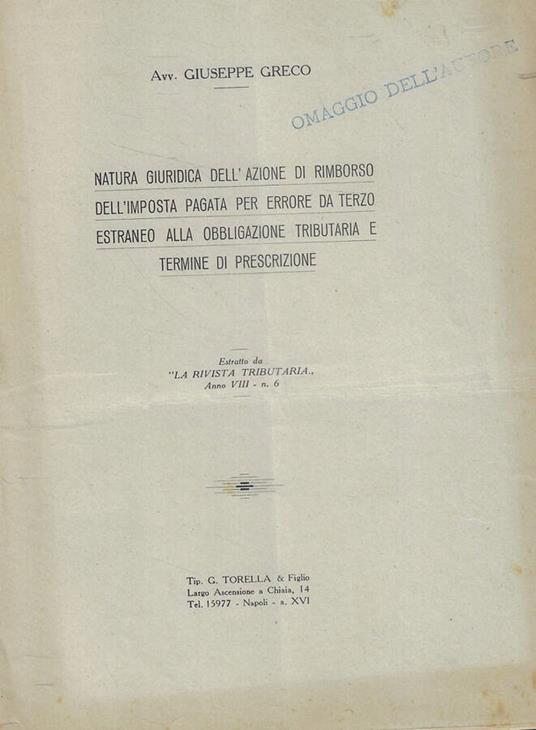 Avv. GIUSEPPE GRECO
OMAGGIO DELL'AUTORE
NATURA GIURIDICA DELL'AZIONE DI RIMBORSO
DELL'IMPOSTA PAGATA PER ERRORE DA TERZO
ESTRANEO ALLA OBBLIGAZIONE TRIBUTARIA E
TERMINE DI PRESCRIZIONE
Estratto da
"LA RIVISTA TRIBUTARIA.,
Anno VIII - n. 6
Tip. G. TORELLA & Figlio
Largo Ascensione a Chiaia, 14
Tel. 15977 - Napoli - a. XVI